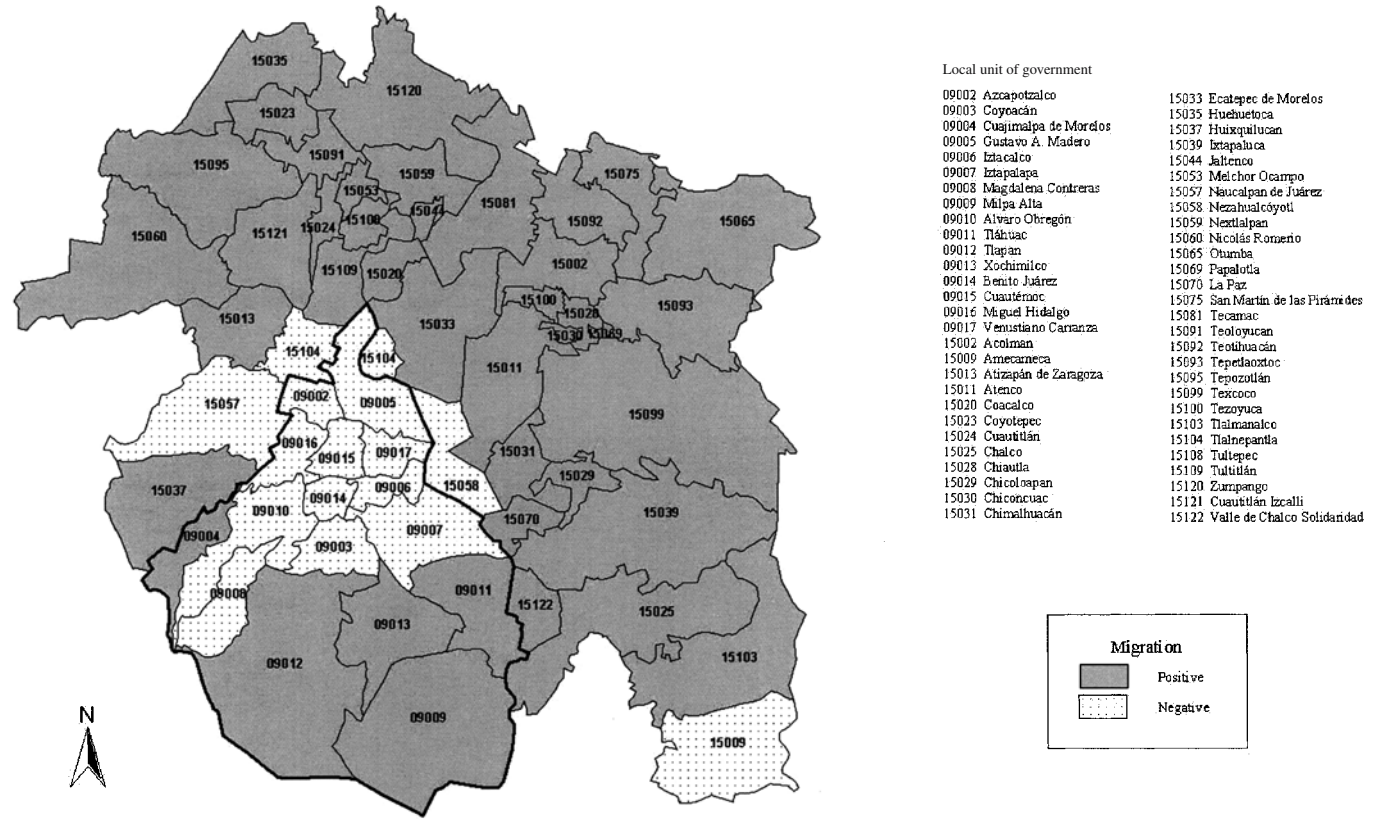 15035
15120
15023
15091
15095
15059
15075
15053
15044
15081
15108
15092
15065
15024
15060
15121
15002
15109
15020
15100
15093
15028
15013
15033
15030
15104
15104
15011
09002
09005
15057
15099
09016
09017
15031
09015
15029
15037
09006
15058
09014
09010
15039
15070
09007
09004
09003
09011
09008
15122
15025
09013
15103
09012
09009
15009
N
Local unit of government
09002 Azcapotzalco
09003 Coyoacán
09004 Cuajimalpa de Morelos
09005 Gustavo A. Madero
09006 Iztacalco
09007 Iztapalapa
09008 Magdalena Contreras
09009 Milpa Alta
09010 Alvaro Obregón
09011 Tláhuac
09012 Tlapan
09013 Xochimilco
09014 Benito Juárez
09015 Cuautémoc
09016 Miguel Hidalgo
09017 Venustiano Carranza
15002 Acolman
15009 Amecameca
15013 Atizapán de Zaragoza
15011 Atenco
15020 Coacalco
15023 Coyotepec
15024 Cuautitlán
15025 Chalco
15028 Chiautla
15029 Chicoloapan
15030 Chiconcuac
15031 Chimalhuacán
15033 Ecatepec de Morelos
15035 Huehuetoca
15037 Huixquilucan
15039 Ixtapaluca
15044 Jaltenco
15053 Melchor Ocampo
15057 Naucalpan de Juárez
15058 Nezahualcóyotl
15059 Nextlalpan
15060 Nicolás Romerio
15065 Otumba
15069 Papalotla
15070 La Paz
15075 San Martín de las Pirámides
15081 Tecamac
15091 Teoloyucan
15092 Teotihuacán
15093 Tepetlaoxtoc
15095 Tepozotlán
15099 Texcoco
15100 Tezoyuca
15103 Tlalmanalco
15104 Tlalnepantla
15108 Tultepec
15109 Tultitlán
15120 Zumpango
15121 Cuautitlán Izcalli
15122 Valle de Chalco Solidaridad
Migration
Positive
Negative